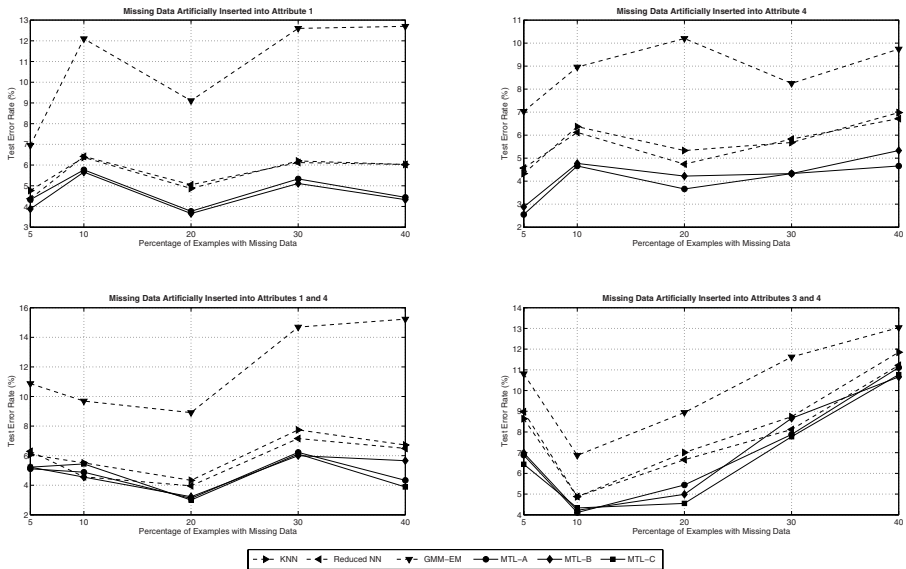 Missing Data Artificially Inserted into Attribute 1
13
12
11
10
9
8
7
6
5
4
3
Test Error Rate (%)
5 10 20 30 40
Percentage of Examples with Missing Data
Missing Data Artificially Inserted into Attribute 4
11
10
9
8
7
6
5
4
3
2
Test Error Rate (%)
5 10 20 30 40
Percentage of Examples with Missing Data
Missing Data Artificially Inserted into Attributes 1 and 4
16
14
12
10
8
6
4
2
Test Error Rate (%)
5 10 20 30 40
Percentage of Examples with Missing Data
Missing Data Artificially Inserted into Attributes 3 and 4
14
13
12
11
10
9
8
7
6
5
4
Test Error Rate (%)
5 10 20 30 40
Percentage of Examples with Missing Data
KNN Reduced NN GMM−EM MTL−A MTL−B MTL−C